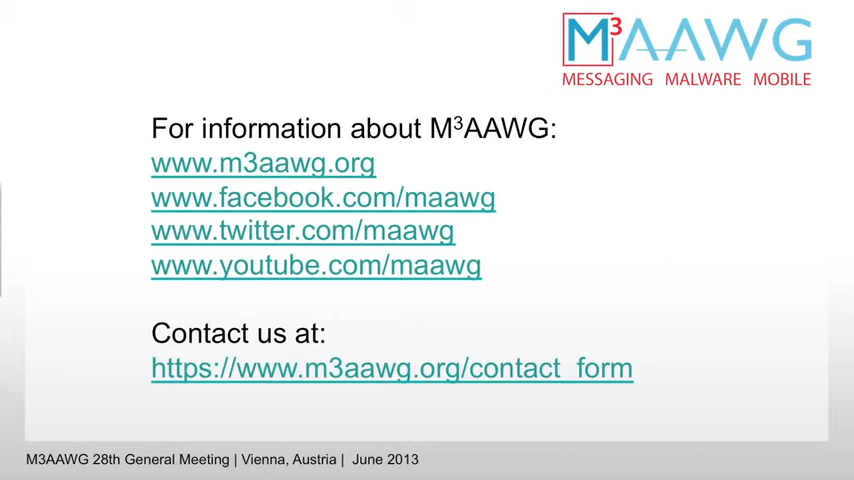 M³AAWG
MESSAGING MALWARE MOBILE
For information about M³AAWG:
www.m3aawg.org
www.facebook.com/maawg
www.twitter.com/maawg
www.youtube.com/maawg
Contact us at:
https://www.m3aawg.org/contact_form
M3AAWG 28th General Meeting | Vienna, Austria | June 2013